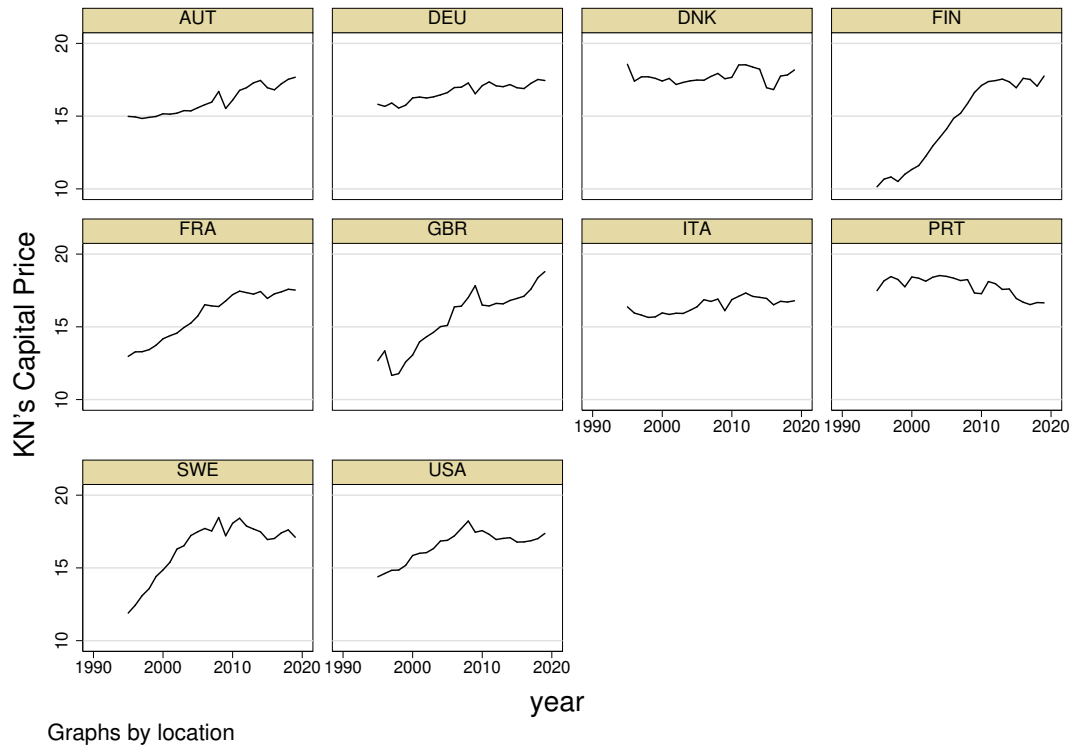 AUT DEU DNK FIN
20
15
10
FRA GBR ITA PRT
20
15
10
1990 2000 2010 2020 1990 2000 2010 2020
SWE USA
20
15
10
1990 2000 2010 2020 1990 2000 2010 2020
KN's Capital Price
year
Graphs by location